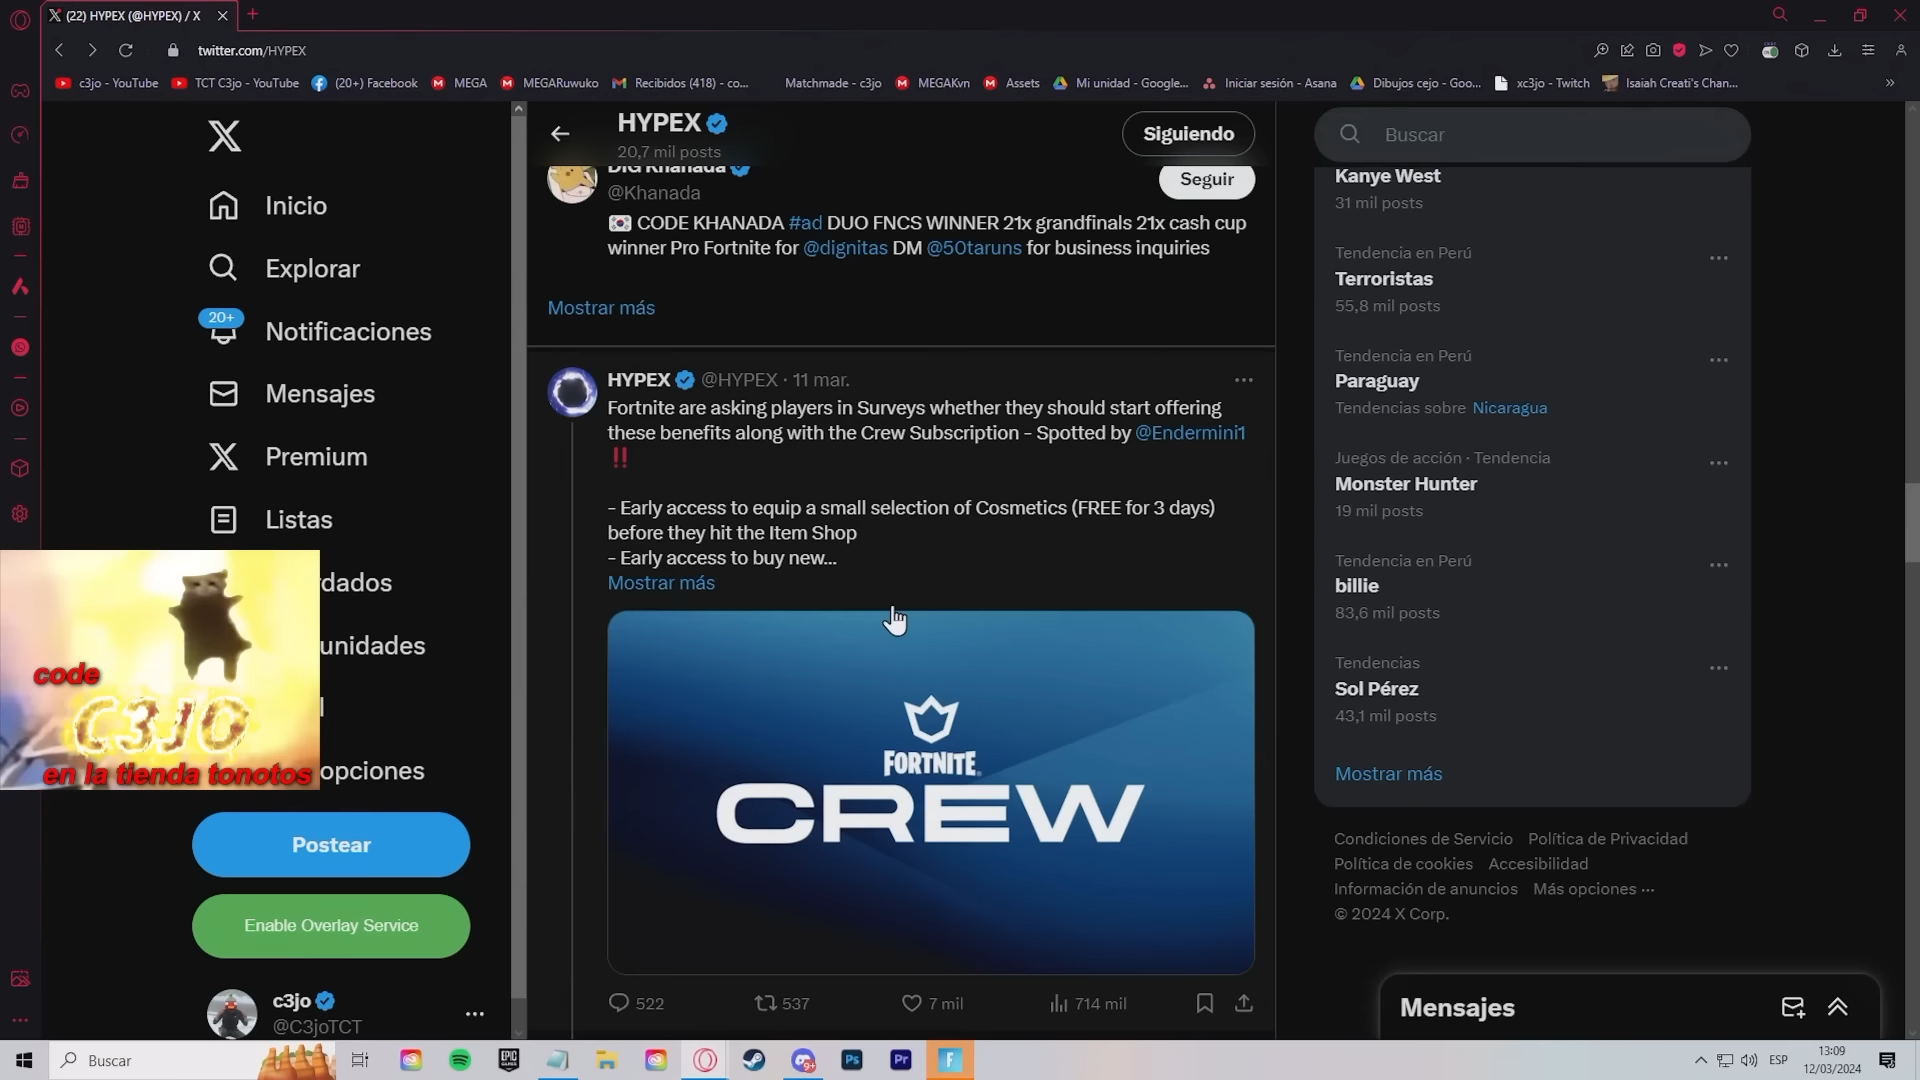 (22) HYPEX (@HYPEX) / X
twitter.com/HYPEX
c3jo - YouTube
TCT C3jo - YouTube
(20+) Facebook
MEGA
MEGARuwuko
Recibidos (418) - co...
Matchmade - c3jo
MEGAKvn
Assets
Mi unidad - Google...
Iniciar sesión - Asana
Dibujos cejo - Goo...
xc3jo - Twitch
Isaiah Creati's Chan...
Inicio
Explorar
20+
Notificaciones
Mensajes
Premium
Listas
rdados
unidades
l
opciones
Postear
Enable Overlay Service
c3jo
@C3joTCT
code
C3JO
en la tienda tonotos
HYPEX
20,7 mil posts
Siguiendo
DIG Khanada
@Khanada
Seguir
🇰🇷 CODE KHANADA #ad DUO FNCS WINNER 21x grandfinals 21x cash cup
winner Pro Fortnite for @dignitas DM @50taruns for business inquiries
Mostrar más
HYPEX @HYPEX · 11 mar.
Fortnite are asking players in Surveys whether they should start offering
these benefits along with the Crew Subscription - Spotted by @Endermini1
‼
- Early access to equip a small selection of Cosmetics (FREE for 3 days)
before they hit the Item Shop
- Early access to buy new...
Mostrar más
FORTNITE
CREW
522
537
7 mil
714 mil
Buscar
Kanye West
31 mil posts
Tendencia en Perú
Terroristas
55,8 mil posts
Tendencia en Perú
Paraguay
Tendencias sobre Nicaragua
Juegos de acción · Tendencia
Monster Hunter
19 mil posts
Tendencia en Perú
billie
83,6 mil posts
Tendencias
Sol Pérez
43,1 mil posts
Mostrar más
Condiciones de Servicio Política de Privacidad
Política de cookies Accesibilidad
Información de anuncios Más opciones ···
© 2024 X Corp.
Mensajes
Buscar
EPIC GAMES
9+
Ps
Pr
F
ESP
13:09
12/03/2024